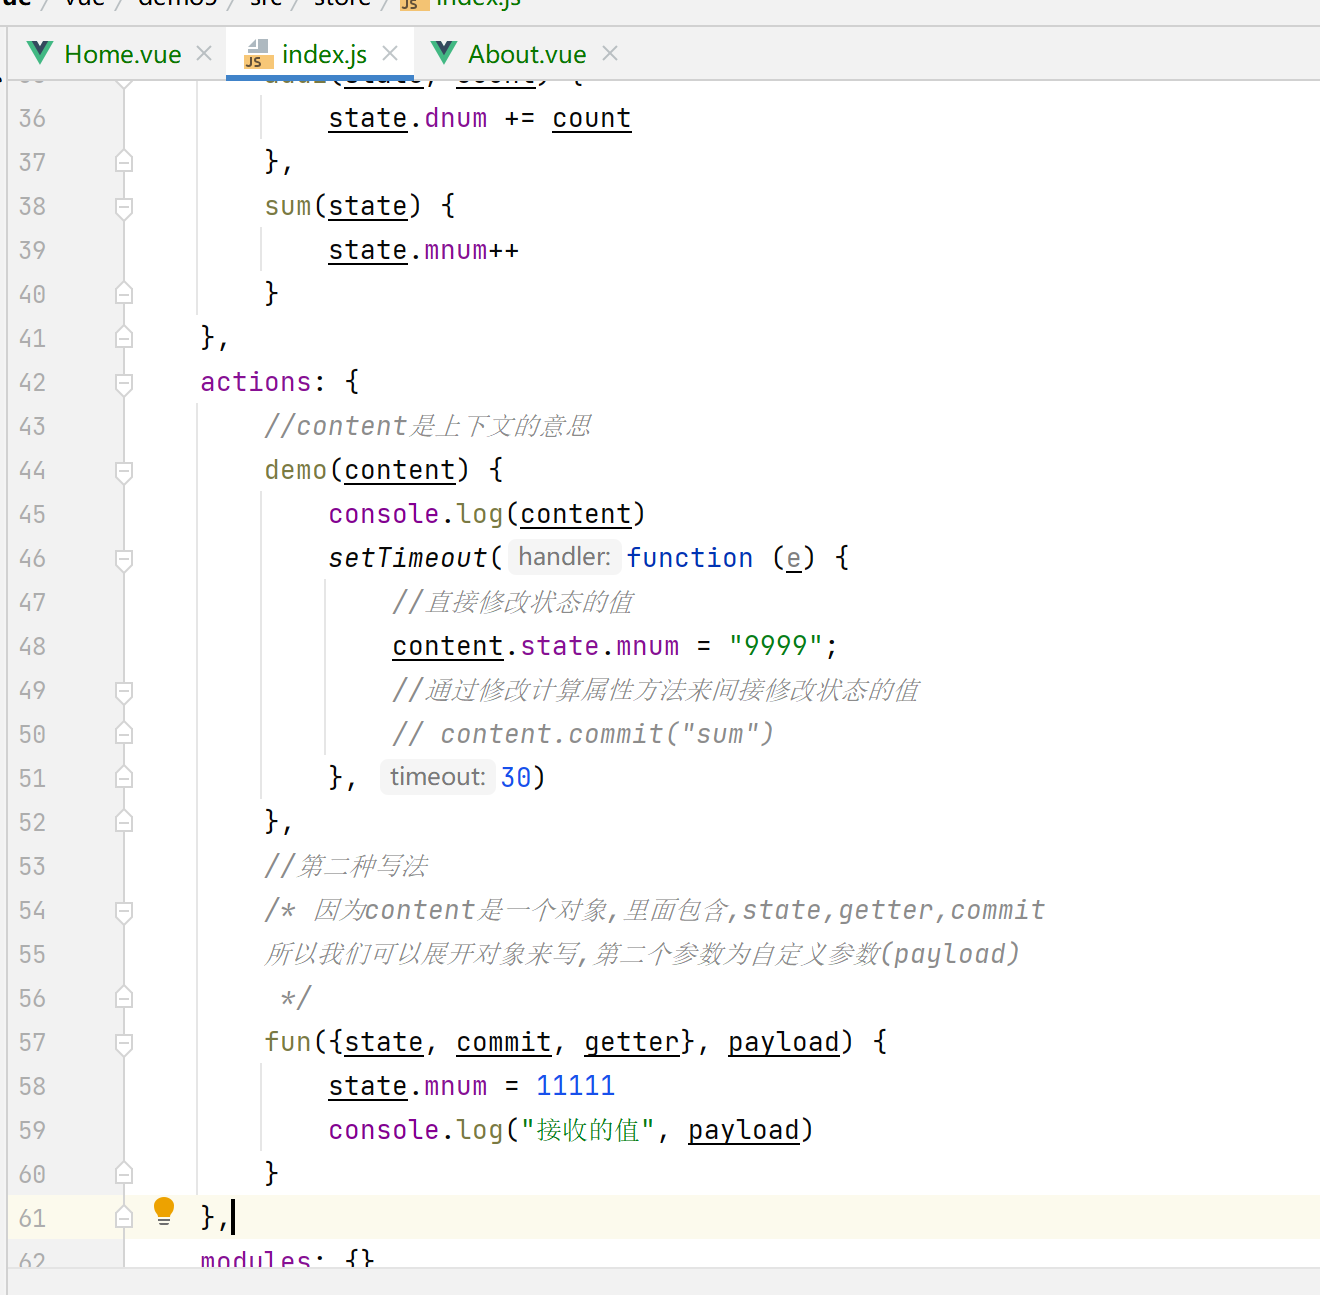 vue / demo5 / src / store / index.js
Home.vue
index.js
About.vue
36 state.dnum += count
37 },
38 sum(state) {
39 state.mnum++
40 }
41 },
42 actions: {
43 //content是上下文的意思
44 demo(content) {
45 console.log(content)
46 setTimeout( handler: function (e) {
47 //直接修改状态的值
48 content.state.mnum = "9999";
49 //通过修改计算属性方法来间接修改状态的值
50 // content.commit("sum")
51 }, timeout: 30)
52 },
53 //第二种写法
54 /* 因为content是一个对象,里面包含,state,getter,commit
55 所以我们可以展开对象来写,第二个参数为自定义参数(payload)
56 */
57 fun({state, commit, getter}, payload) {
58 state.mnum = 11111
59 console.log("接收的值", payload)
60 }
61 },
62 modules: {}